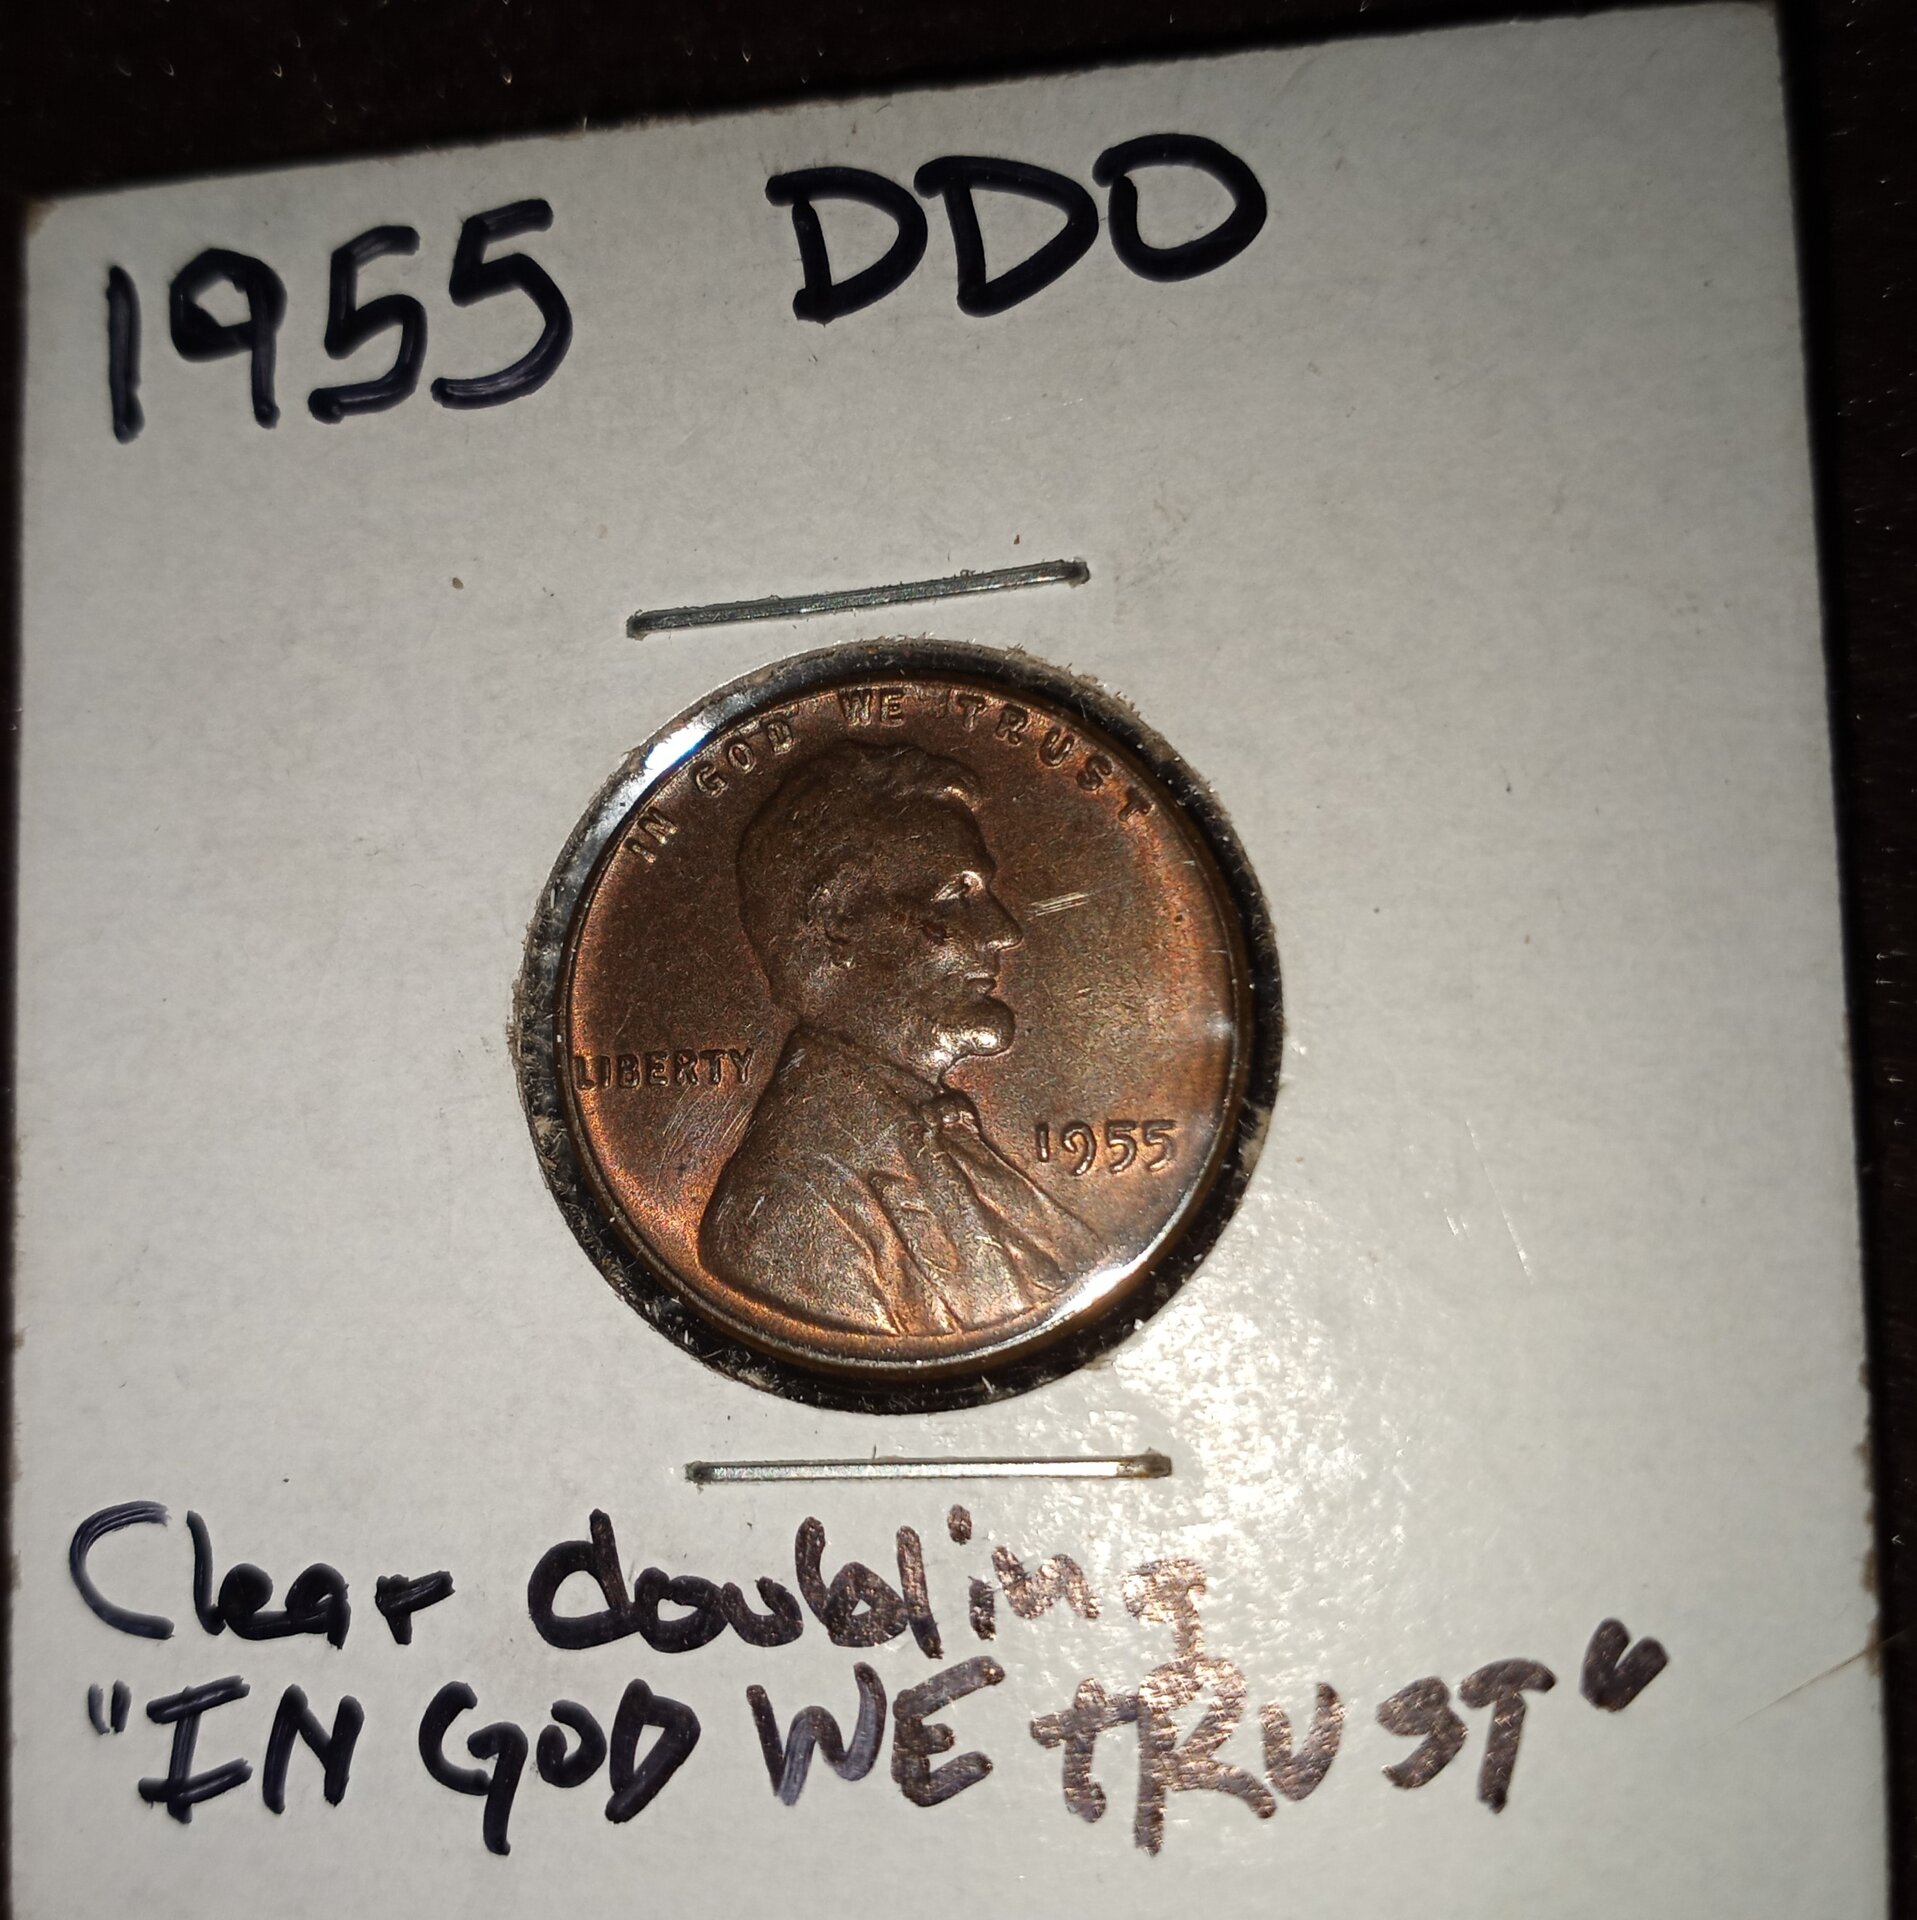 1955 DDO
IN GOD WE TRUST
LIBERTY
1955
Clear doubling
"IN GOD WE tRUST"